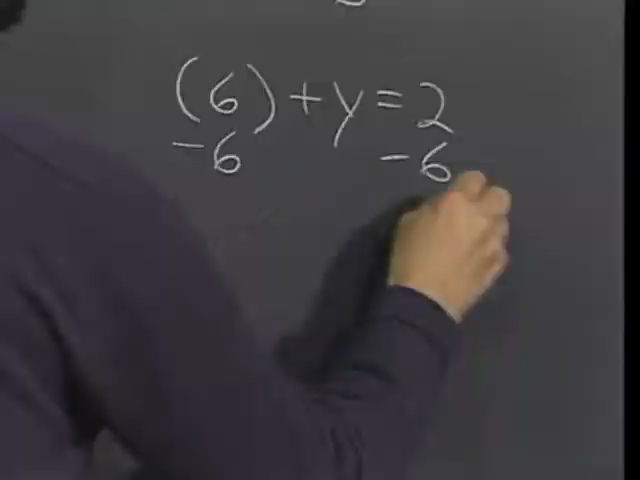 (6) + y = 2
-6 -6